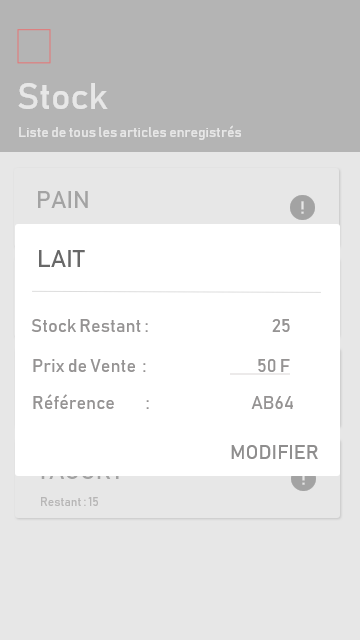 Stock
Liste de tous les articles enregistrés
PAIN
!
LAIT
Stock Restant : 25
Prix de Vente : 50 F
Référence : AB64
MODIFIER
Restant : 15